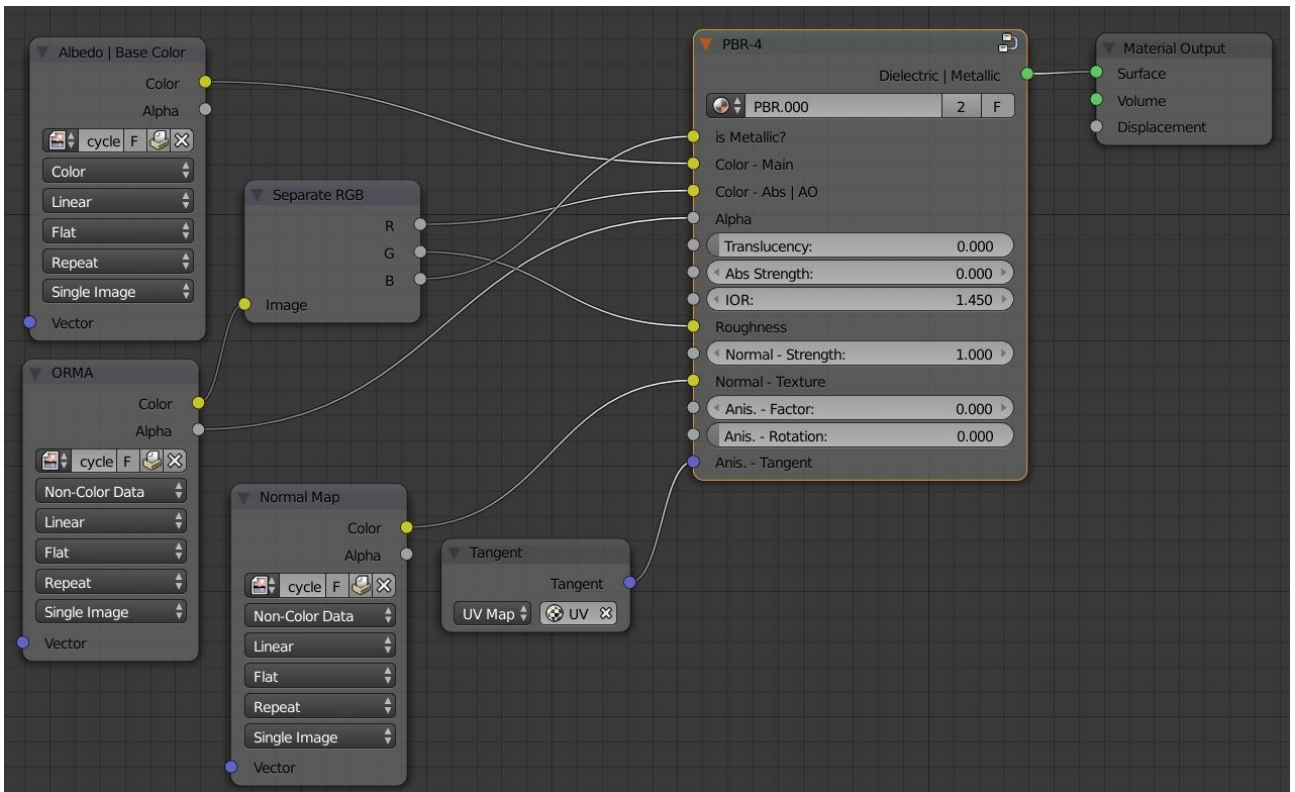 Albedo | Base Color
Color
Alpha
cycle F
Color
Linear
Flat
Repeat
Single Image
Vector
ORMA
Color
Alpha
cycle F
Non-Color Data
Linear
Flat
Repeat
Single Image
Vector
Separate RGB
R
G
B
Image
Normal Map
Color
Alpha
cycle F
Non-Color Data
Linear
Flat
Repeat
Single Image
Vector
Tangent
Tangent
UV Map UV
PBR-4
Dielectric | Metallic
PBR.000 2 F
is Metallic?
Color - Main
Color - Abs | AO
Alpha
Translucency: 0.000
Abs Strength: 0.000
IOR: 1.450
Roughness
Normal - Strength: 1.000
Normal - Texture
Anis. - Factor: 0.000
Anis. - Rotation: 0.000
Anis. - Tangent
Material Output
Surface
Volume
Displacement